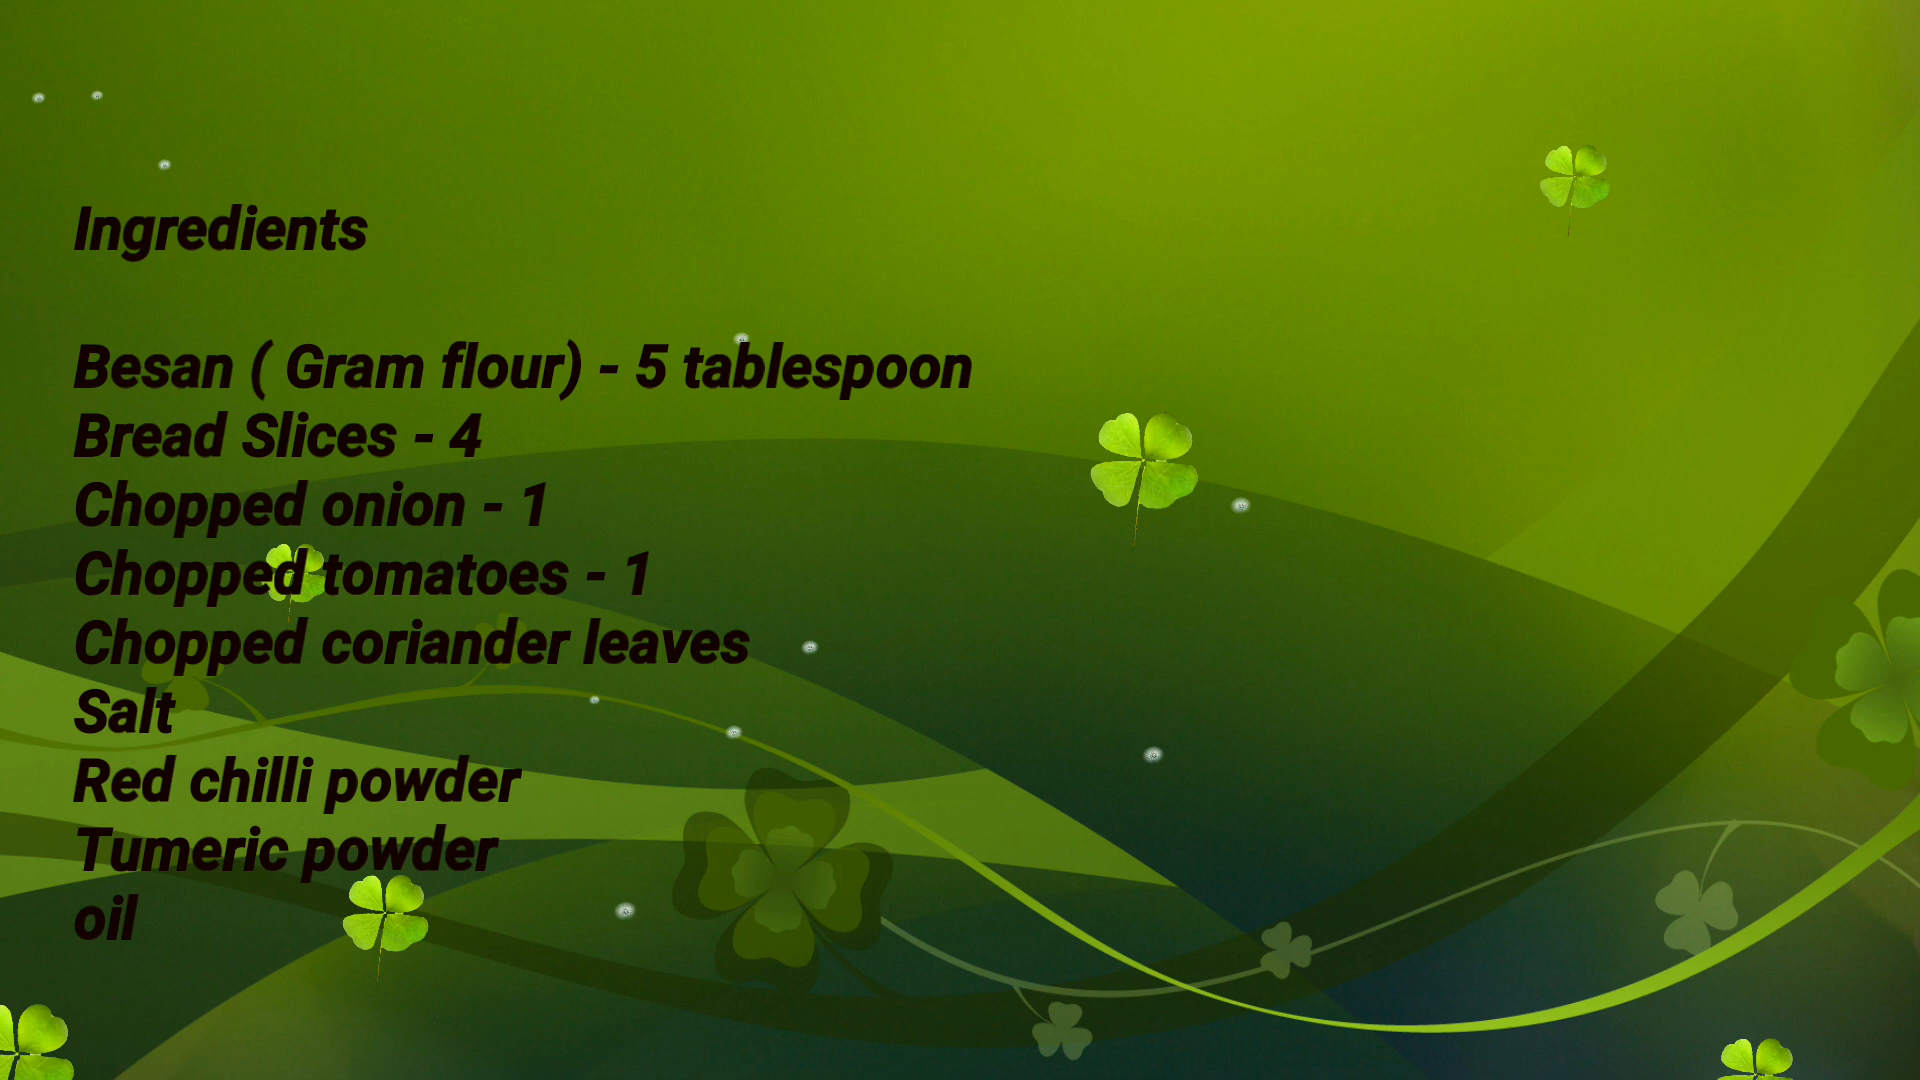 Ingredients
Besan ( Gram flour) - 5 tablespoon
Bread Slices - 4
Chopped onion - 1
Chopped tomatoes - 1
Chopped coriander leaves
Salt
Red chilli powder
Tumeric powder
oil